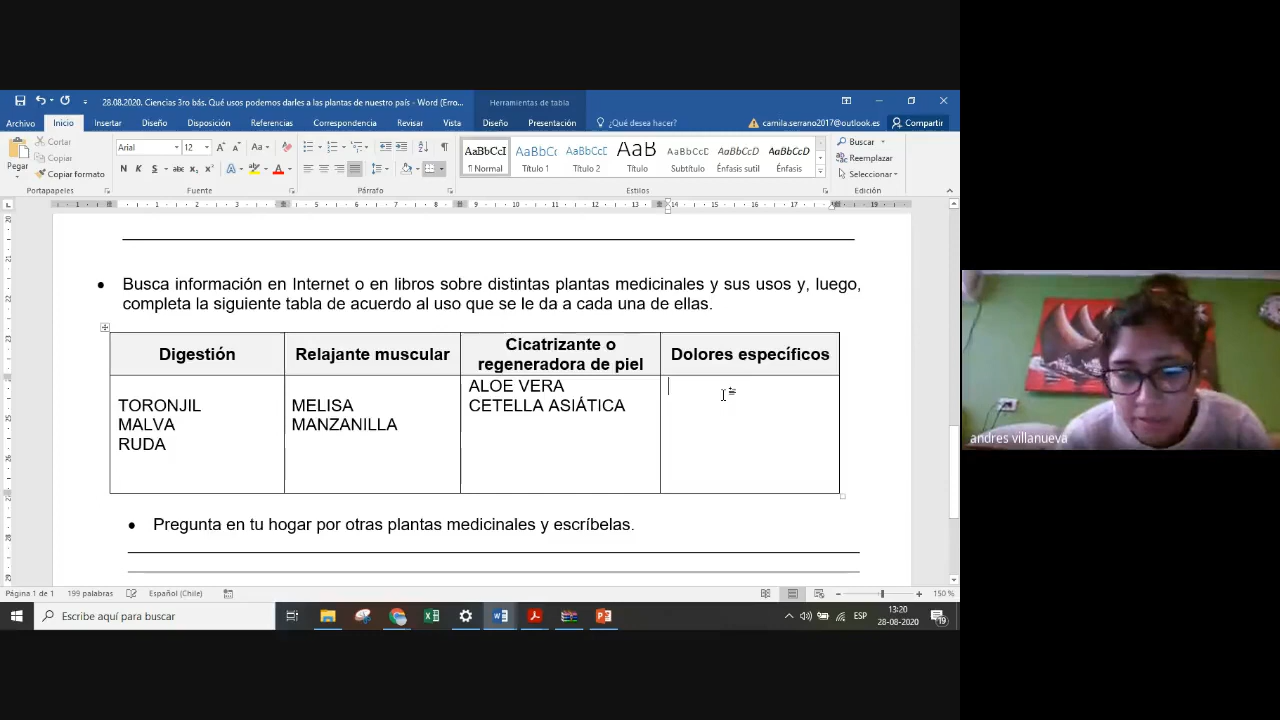 28.08.2020. Ciencias 3ro bás. Qué usos podemos darles a las plantas de nuestro país - Word (Erro...
Herramientas de tabla
Archivo Inicio Insertar Diseño Disposición Referencias Correspondencia Revisar Vista Diseño Presentación ¿Qué desea hacer? camila.serrano2017@outlook.es Compartir
Pegar
Cortar
Copiar
Copiar formato
Portapapeles
Arial 12
N K S abc x₂ x²
Fuente
Párrafo
AaBbCcI AaBbCc AaBbCcE AaB AaBbCcC AaBbCcD AaBbCcD
¶ Normal Título 1 Título 2 Título Subtítulo Énfasis sutil Énfasis
Estilos
Buscar
Reemplazar
Seleccionar
Edición
• Busca información en Internet o en libros sobre distintas plantas medicinales y sus usos y, luego,
completa la siguiente tabla de acuerdo al uso que se le da a cada una de ellas.
Digestión
Relajante muscular
Cicatrizante o
regeneradora de piel
Dolores específicos
TORONJIL
MALVA
RUDA
MELISA
MANZANILLA
ALOE VERA
CETELLA ASIÁTICA
• Pregunta en tu hogar por otras plantas medicinales y escríbelas.
Página 1 de 1 199 palabras Español (Chile) 150 %
Escribe aquí para buscar
ESP
13:20
28-08-2020
19
andres villanueva